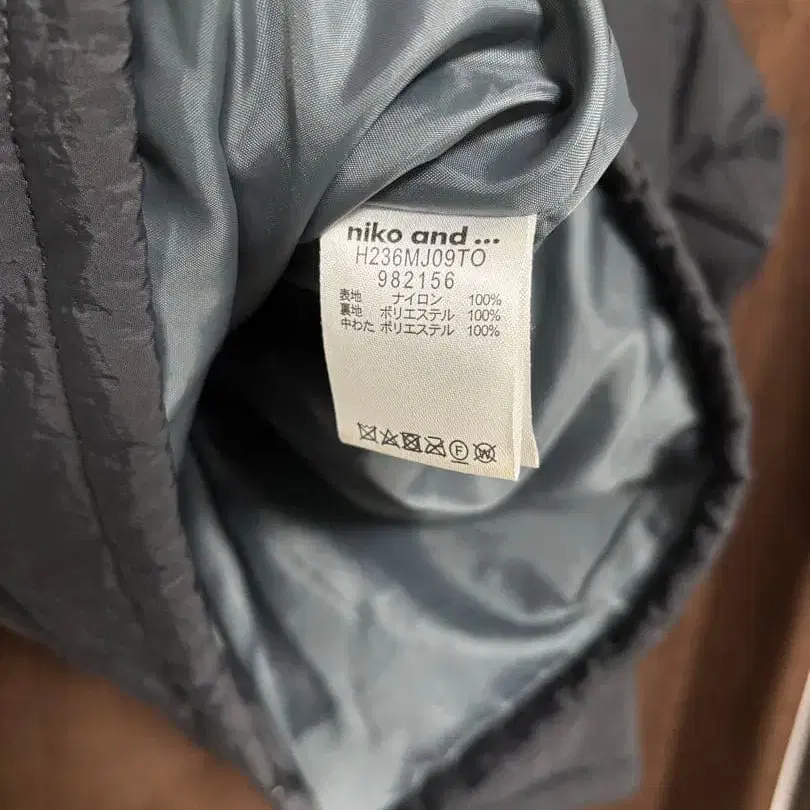 niko and ...
H236MJ09TO
982156
表地 ナイロン 100%
裏地 ポリエステル 100%
中わた ポリエステル 100%
F W